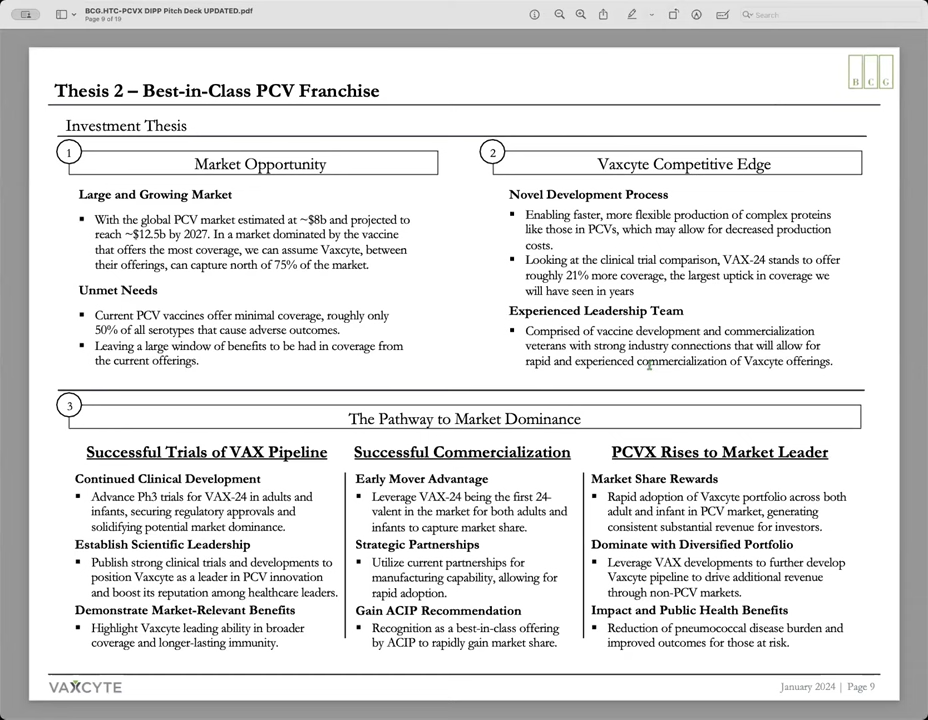 BCG.HTC-PCVX DIPP Pitch Deck UPDATED.pdf
Page 9 of 19
Search
B C G
Thesis 2 – Best-in-Class PCV Franchise
Investment Thesis
1
Market Opportunity
Large and Growing Market
▪ With the global PCV market estimated at ~$8b and projected to
reach ~$12.5b by 2027. In a market dominated by the vaccine
that offers the most coverage, we can assume Vaxcyte, between
their offerings, can capture north of 75% of the market.
Unmet Needs
▪ Current PCV vaccines offer minimal coverage, roughly only
50% of all serotypes that cause adverse outcomes.
▪ Leaving a large window of benefits to be had in coverage from
the current offerings.
2
Vaxcyte Competitive Edge
Novel Development Process
▪ Enabling faster, more flexible production of complex proteins
like those in PCVs, which may allow for decreased production
costs.
▪ Looking at the clinical trial comparison, VAX-24 stands to offer
roughly 21% more coverage, the largest uptick in coverage we
will have seen in years
Experienced Leadership Team
▪ Comprised of vaccine development and commercialization
veterans with strong industry connections that will allow for
rapid and experienced commercialization of Vaxcyte offerings.
3
The Pathway to Market Dominance
Successful Trials of VAX Pipeline
Continued Clinical Development
▪ Advance Ph3 trials for VAX-24 in adults and
infants, securing regulatory approvals and
solidifying potential market dominance.
Establish Scientific Leadership
▪ Publish strong clinical trials and developments to
position Vaxcyte as a leader in PCV innovation
and boost its reputation among healthcare leaders.
Demonstrate Market-Relevant Benefits
▪ Highlight Vaxcyte leading ability in broader
coverage and longer-lasting immunity.
Successful Commercialization
Early Mover Advantage
▪ Leverage VAX-24 being the first 24-
valent in the market for both adults and
infants to capture market share.
Strategic Partnerships
▪ Utilize current partnerships for
manufacturing capability, allowing for
rapid adoption.
Gain ACIP Recommendation
▪ Recognition as a best-in-class offering
by ACIP to rapidly gain market share.
PCVX Rises to Market Leader
Market Share Rewards
▪ Rapid adoption of Vaxcyte portfolio across both
adult and infant in PCV market, generating
consistent substantial revenue for investors.
Dominate with Diversified Portfolio
▪ Leverage VAX developments to further develop
Vaxcyte pipeline to drive additional revenue
through non-PCV markets.
Impact and Public Health Benefits
▪ Reduction of pneumococcal disease burden and
improved outcomes for those at risk.
VAXCYTE
January 2024 | Page 9